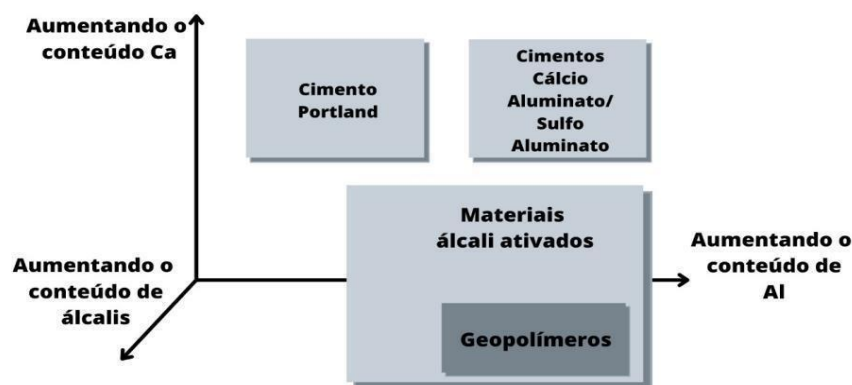 Aumentando o
conteúdo Ca
Cimento
Portland
Cimentos
Cálcio
Aluminato/
Sulfo
Aluminato
Materiais
álcali ativados
Geopolímeros
Aumentando o
conteúdo de
álcalis
Aumentando o
conteúdo de
Al